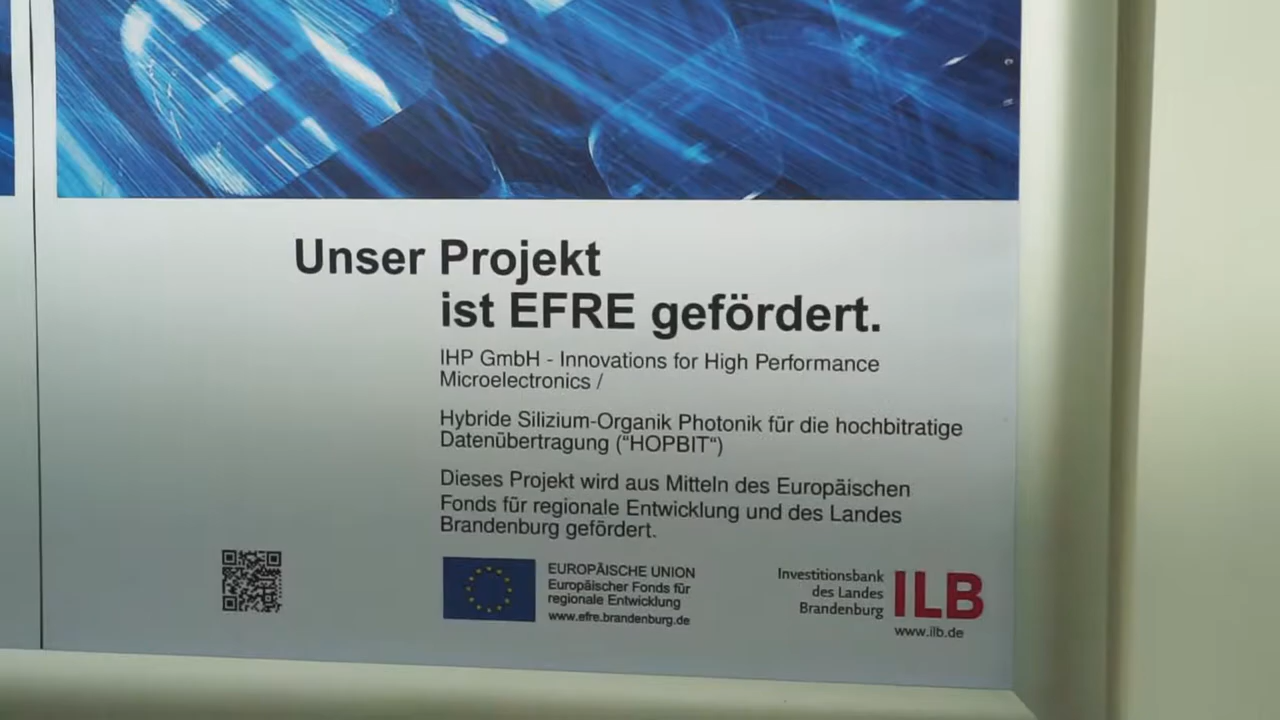 Unser Projekt
ist EFRE gefördert.
IHP GmbH - Innovations for High Performance
Microelectronics /
Hybride Silizium-Organik Photonik für die hochbitratige
Datenübertragung (“HOPBIT“)
Dieses Projekt wird aus Mitteln des Europäischen
Fonds für regionale Entwicklung und des Landes
Brandenburg gefördert.
EUROPÄISCHE UNION
Europäischer Fonds für
regionale Entwicklung
www.efre.brandenburg.de
Investitionsbank
des Landes
Brandenburg
ILB
www.ilb.de